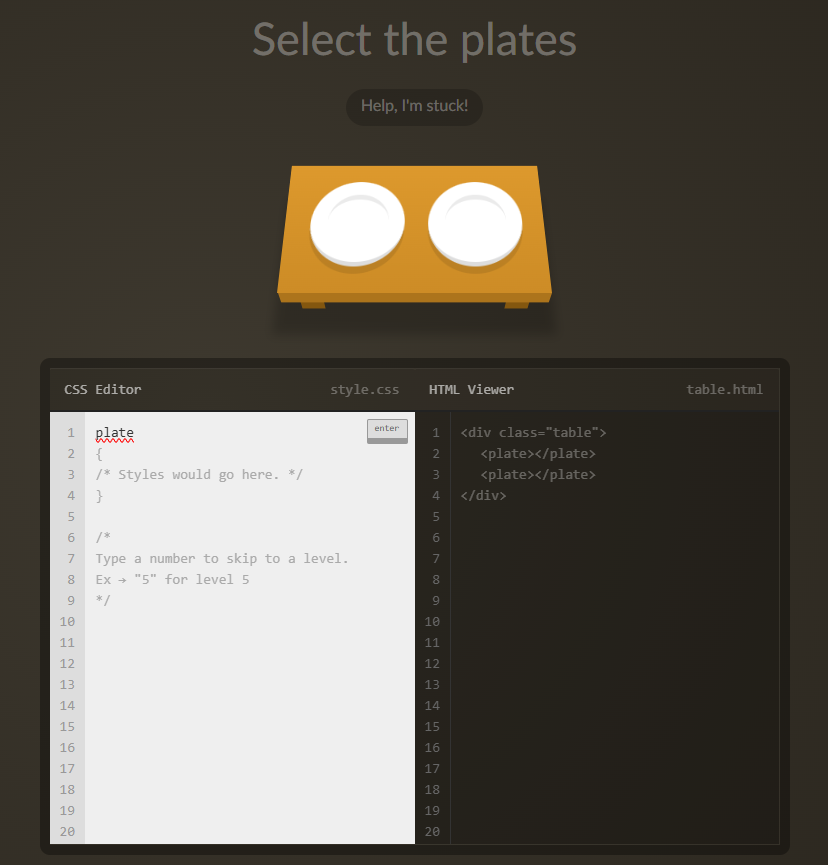 Select the plates
Help, I'm stuck!
CSS Editor style.css HTML Viewer table.html
1 plate enter
2 {
3 /* Styles would go here. */
4 }
5
6 /*
7 Type a number to skip to a level.
8 Ex → "5" for level 5
9 */
10
11
12
13
14
15
16
17
18
19
20
1 <div class="table">
2 <plate></plate>
3 <plate></plate>
4 </div>
5
6
7
8
9
10
11
12
13
14
15
16
17
18
19
20